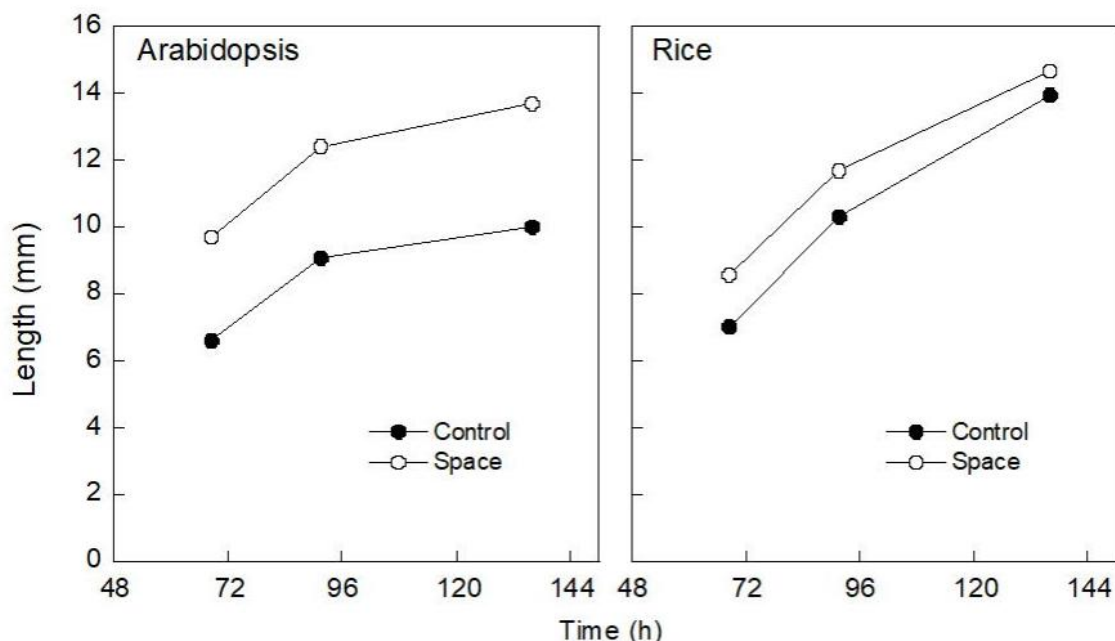 Arabidopsis
Rice
16
14
12
10
8
6
4
2
0
Length (mm)
Control
Space
Control
Space
48 72 96 120 144
48 72 96 120 144
Time (h)